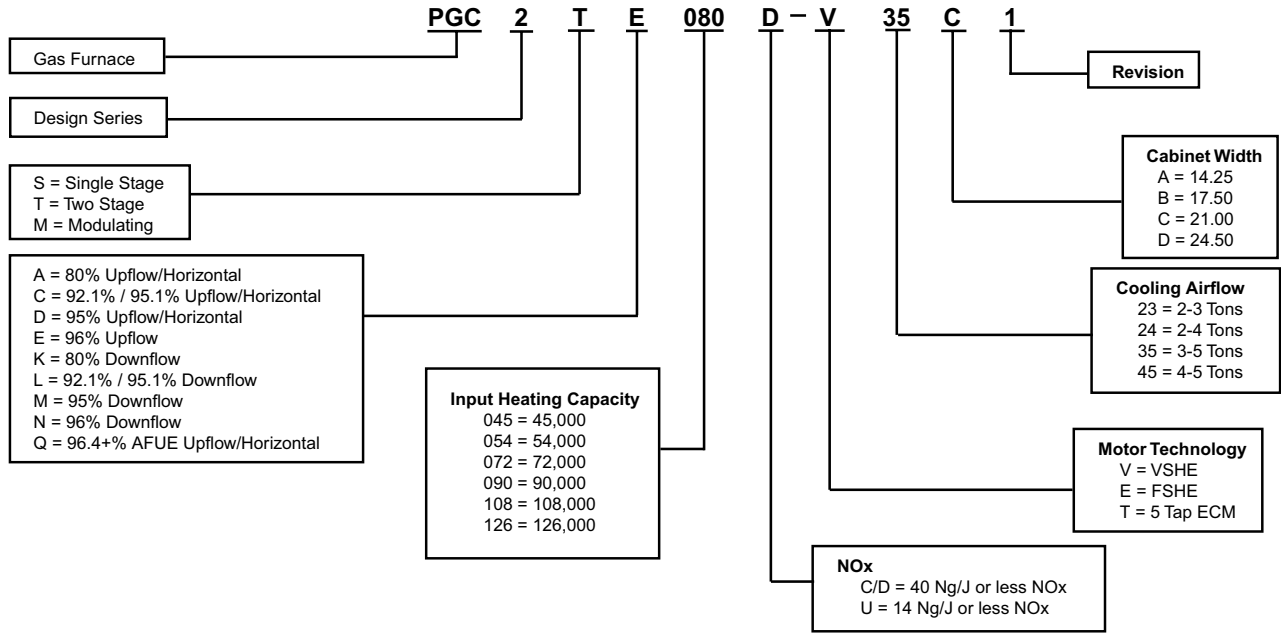 PGC 2 T E 080 D – V 35 C 1
Gas Furnace
Design Series
S = Single Stage
T = Two Stage
M = Modulating
A = 80% Upflow/Horizontal
C = 92.1% / 95.1% Upflow/Horizontal
D = 95% Upflow/Horizontal
E = 96% Upflow
K = 80% Downflow
L = 92.1% / 95.1% Downflow
M = 95% Downflow
N = 96% Downflow
Q = 96.4+% AFUE Upflow/Horizontal
Input Heating Capacity
045 = 45,000
054 = 54,000
072 = 72,000
090 = 90,000
108 = 108,000
126 = 126,000
Revision
Cabinet Width
A = 14.25
B = 17.50
C = 21.00
D = 24.50
Cooling Airflow
23 = 2-3 Tons
24 = 2-4 Tons
35 = 3-5 Tons
45 = 4-5 Tons
Motor Technology
V = VSHE
E = FSHE
T = 5 Tap ECM
NOx
C/D = 40 Ng/J or less NOx
U = 14 Ng/J or less NOx